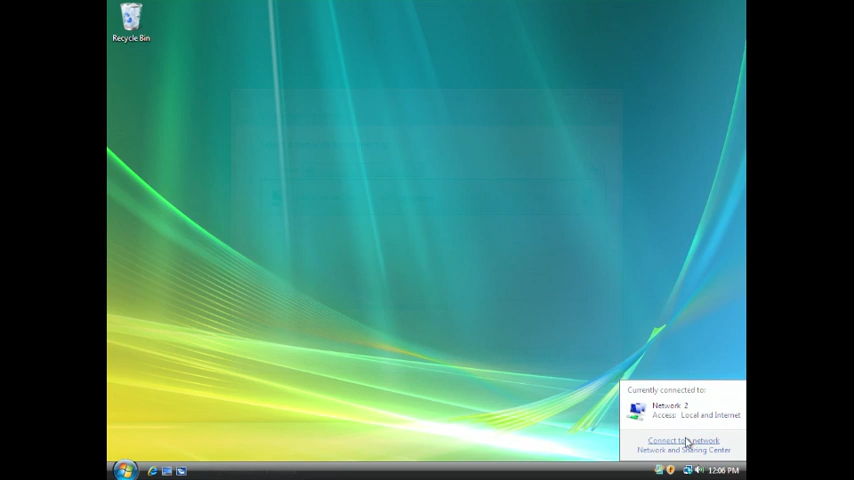 Recycle Bin
Currently connected to:
Network 2
Access: Local and Internet
Connect to a network
Network and Sharing Center
12:06 PM